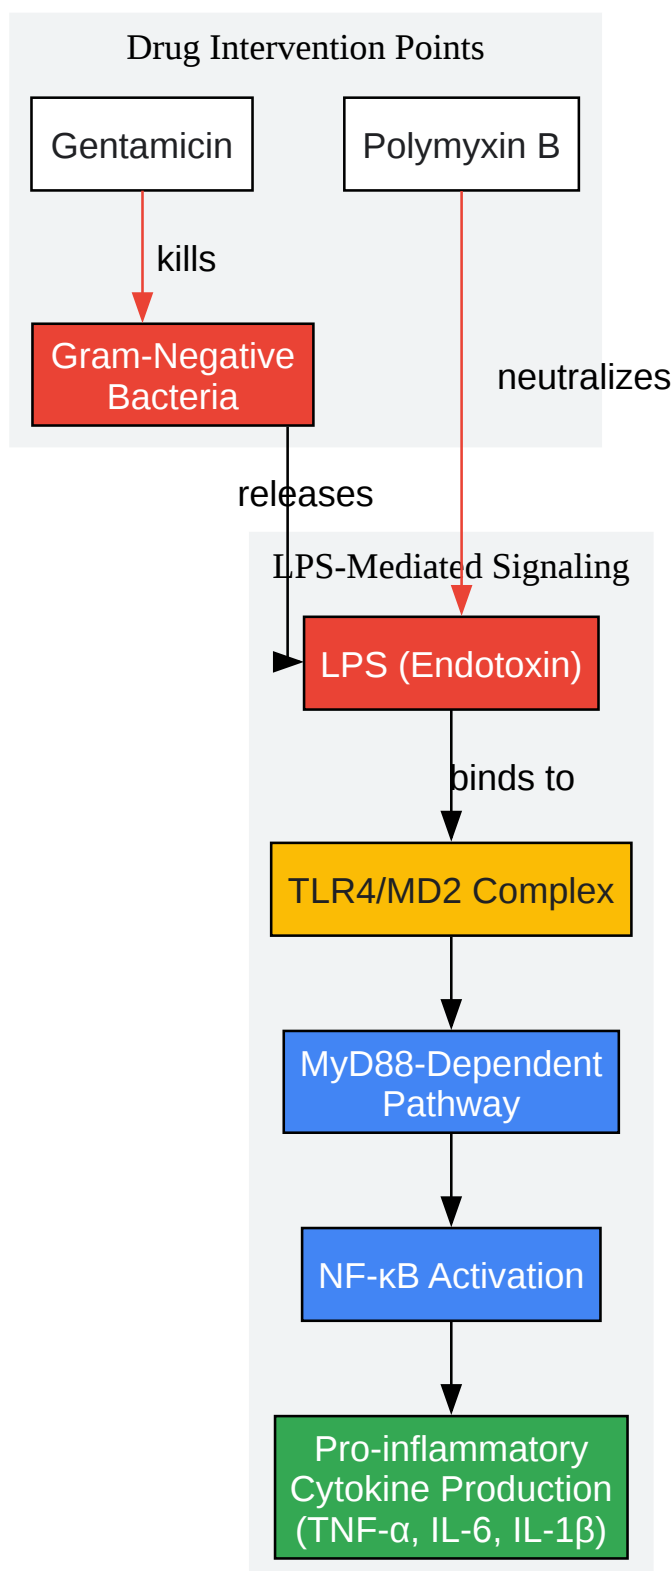 Drug Intervention Points
Gentamicin
Polymyxin B
kills
Gram-Negative
Bacteria
neutralizes
releases
LPS-Mediated Signaling
LPS (Endotoxin)
binds to
TLR4/MD2 Complex
MyD88-Dependent
Pathway
NF-κB Activation
Pro-inflammatory
Cytokine Production
(TNF-α, IL-6, IL-1β)